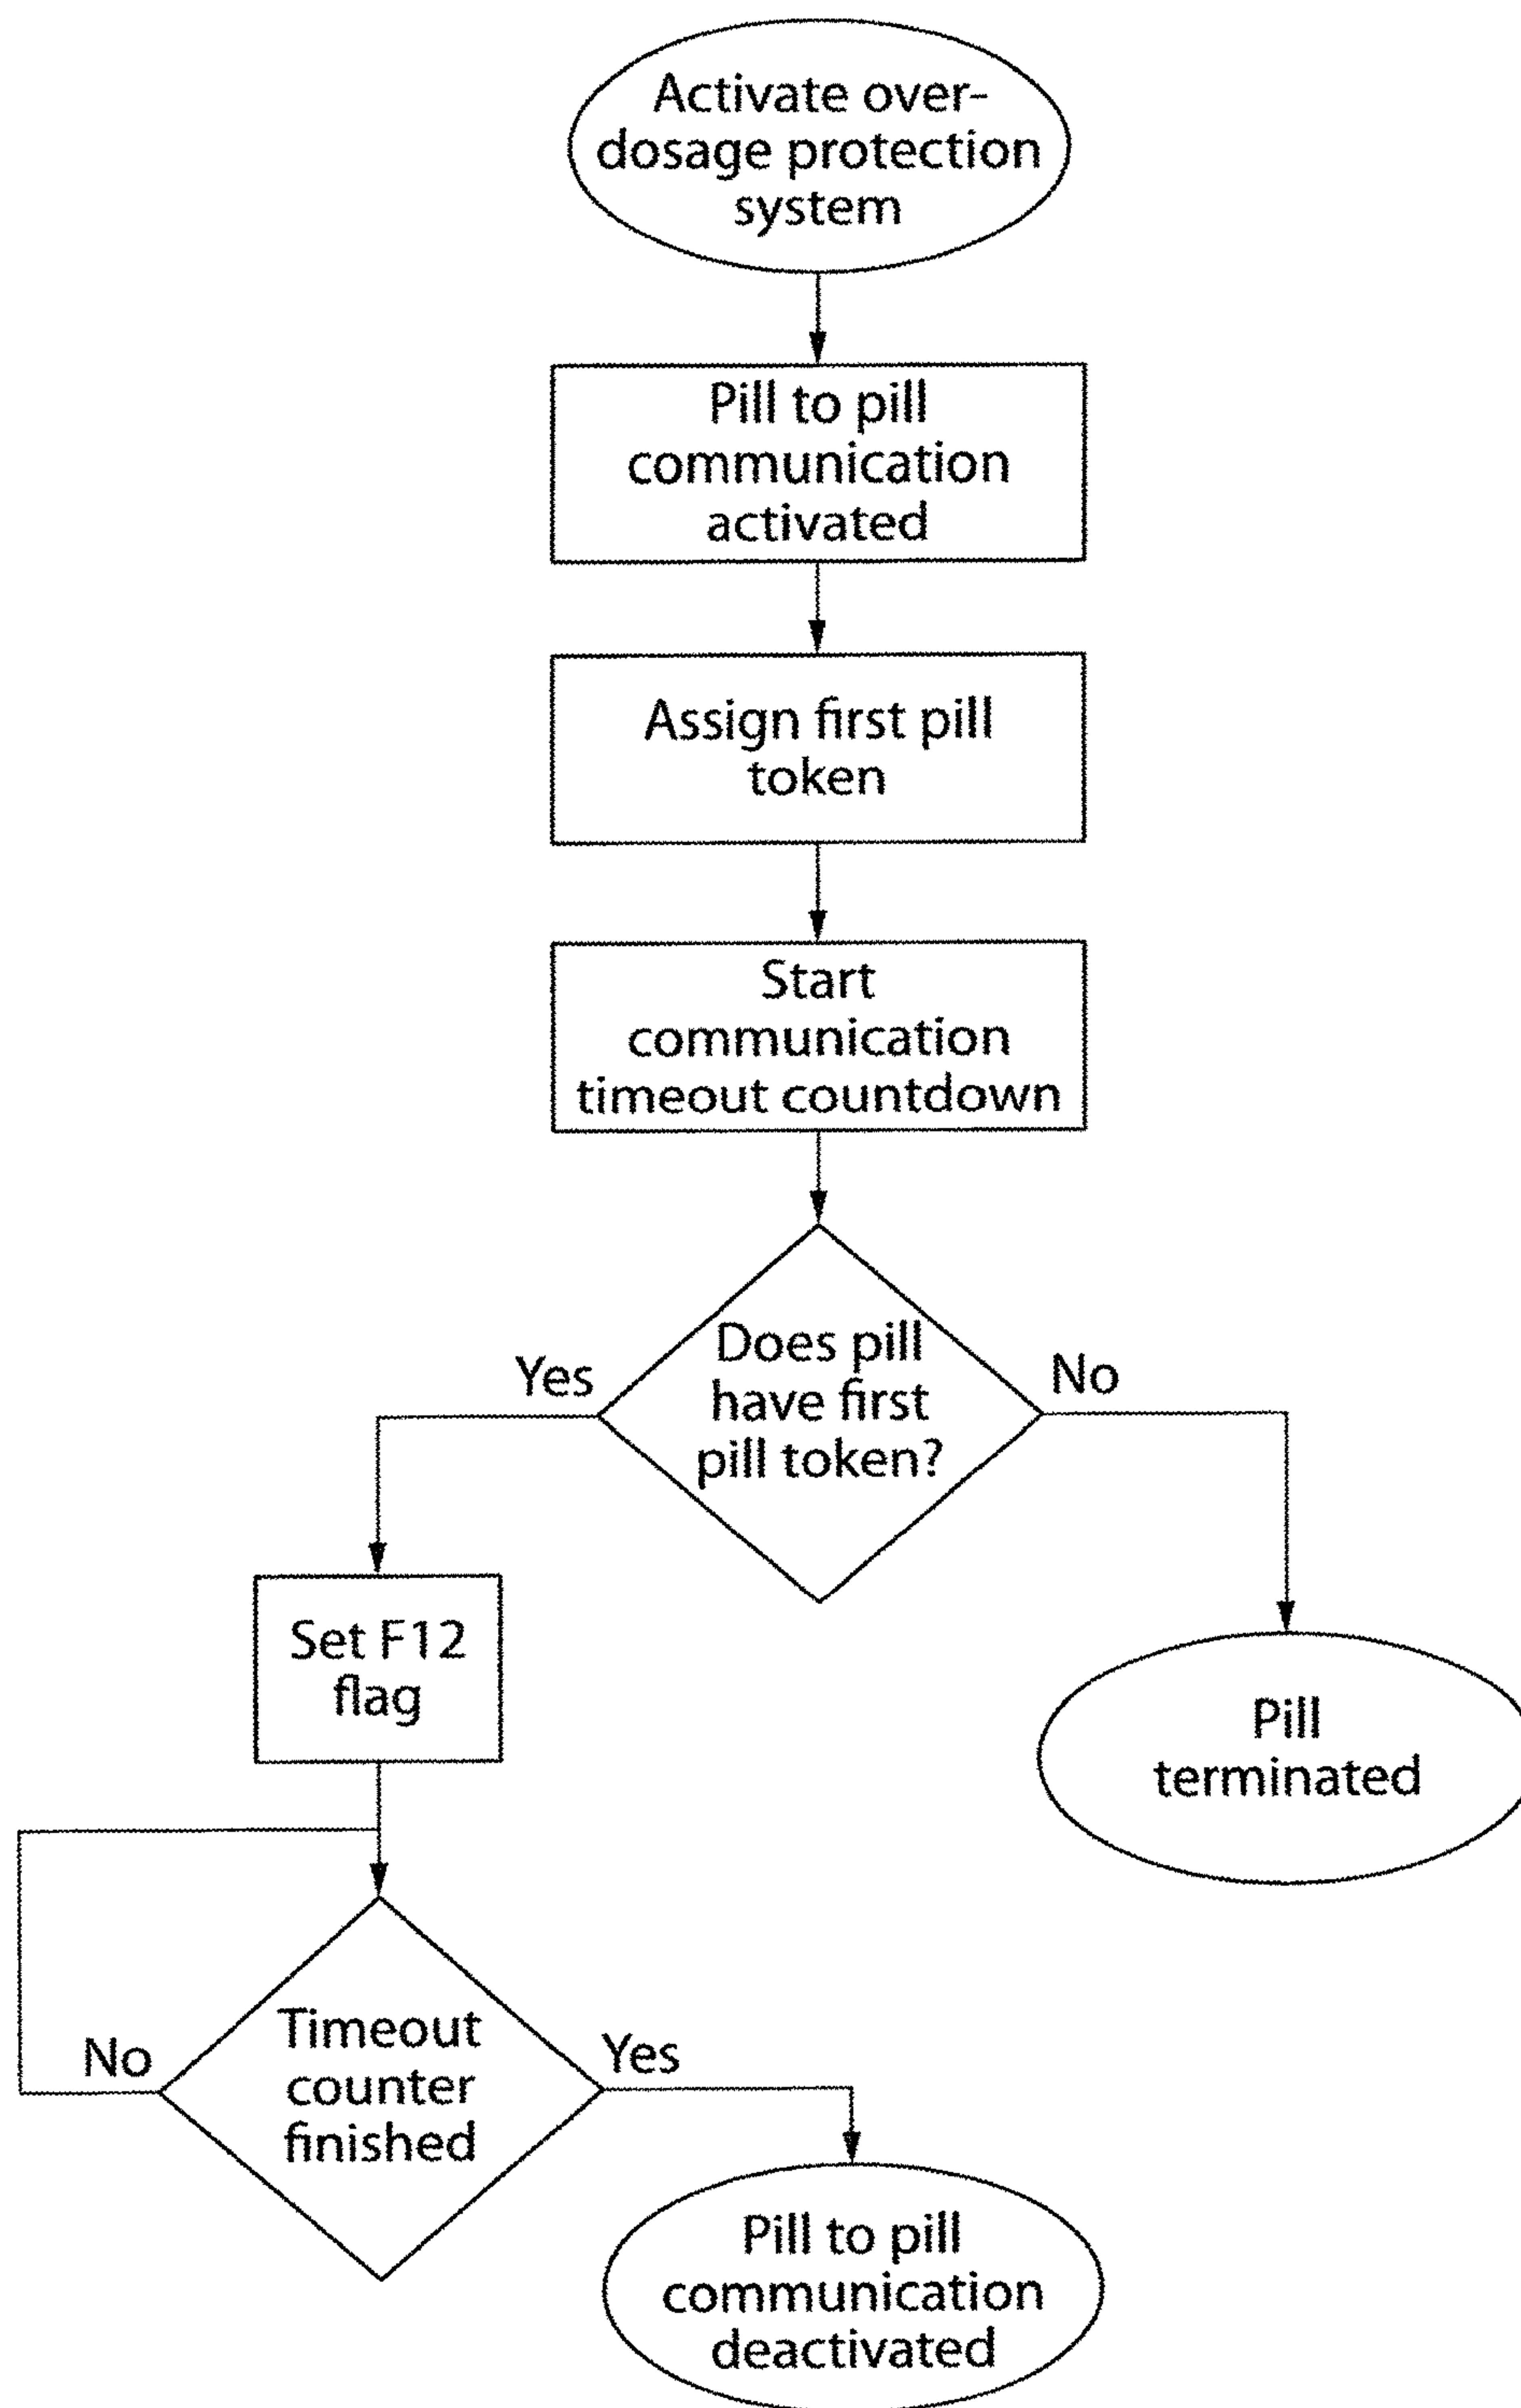 Activate over-
dosage protection
system
Pill to pill
communication
activated
Assign first pill
token
Start
communication
timeout countdown
Does pill
have first
pill token?
Yes
No
Set F12
flag
Pill
terminated
Timeout
counter
finished
No
Yes
Pill to pill
communication
deactivated